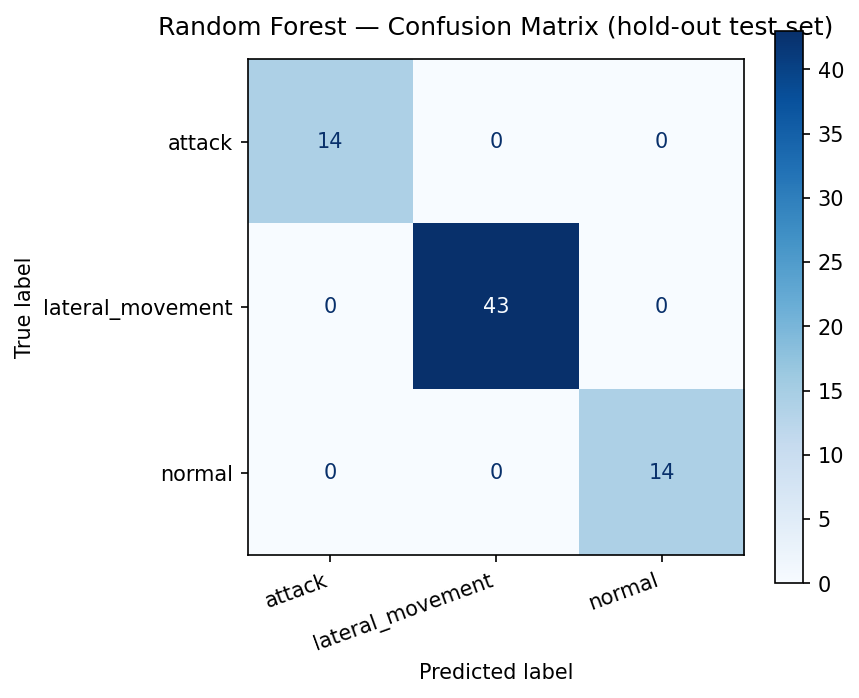 Random Forest — Confusion Matrix (hold-out test set)
True label
attack
14 0 0
lateral_movement
0 43 0
normal
0 0 14
attack
lateral_movement
normal
Predicted label
40
35
30
25
20
15
10
5
0